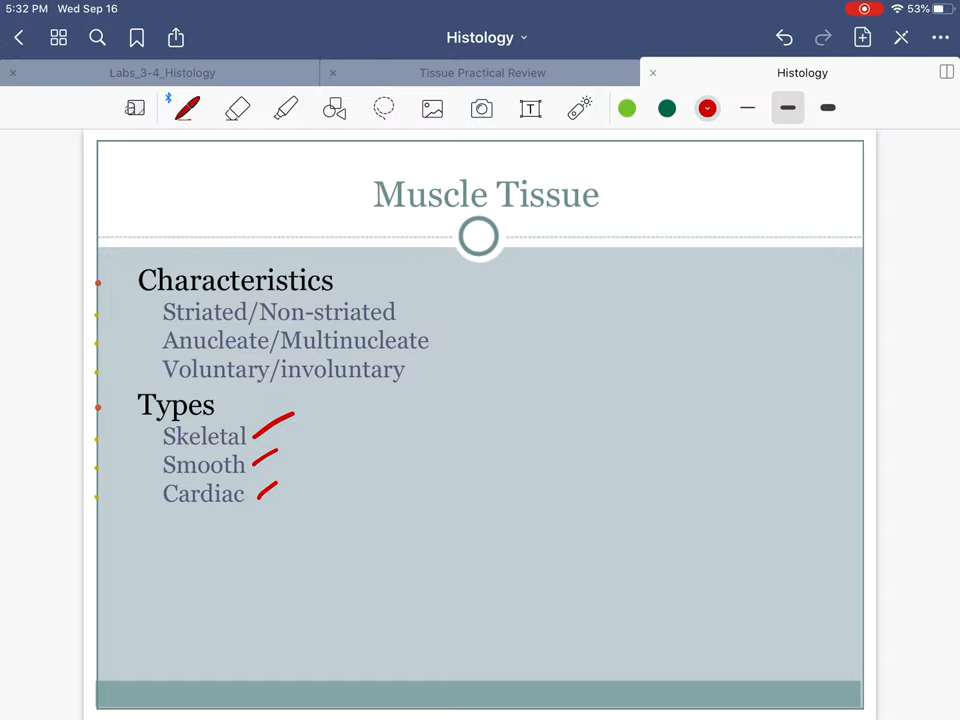 5:32 PM Wed Sep 16 53%
Histology
Labs_3-4_Histology Tissue Practical Review Histology
T
Muscle Tissue
Characteristics
Striated/Non-striated
Anucleate/Multinucleate
Voluntary/involuntary
Types
Skeletal
Smooth
Cardiac